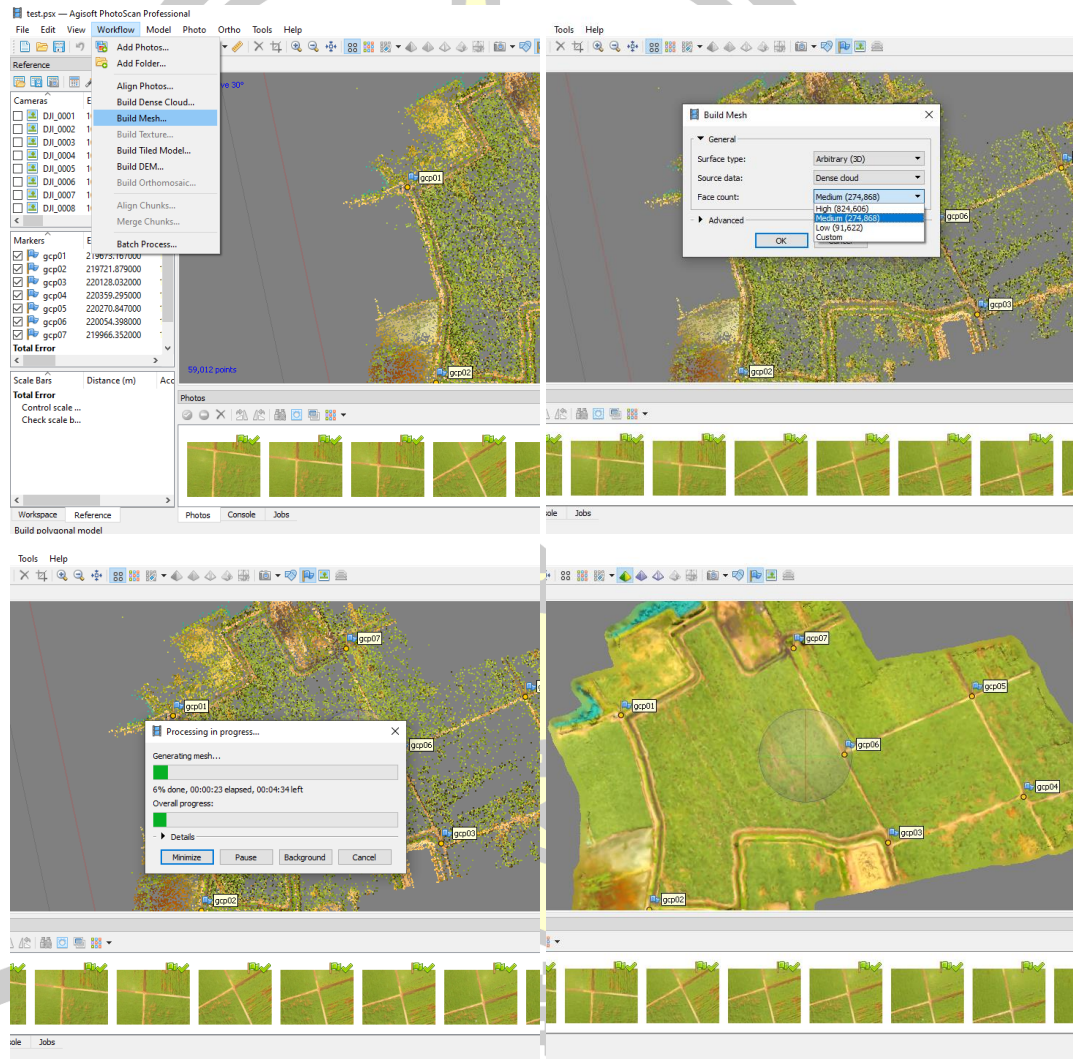 test.psx — Agisoft PhotoScan Professional
File Edit View Workflow Model Photo Ortho Tools Help
Add Photos...
Add Folder...
Align Photos...
Build Dense Cloud...
Build Mesh...
Build Texture...
Build Tiled Model...
Build DEM...
Build Orthomosaic...
Align Chunks...
Merge Chunks...
Batch Process...
Reference
Cameras
DJI_0001
DJI_0002
DJI_0003
DJI_0004
DJI_0005
DJI_0006
DJI_0007
DJI_0008
Markers
gcp01 219673.167000
gcp02 219721.879000
gcp03 220128.032000
gcp04 220359.295000
gcp05 220270.847000
gcp06 220054.398000
gcp07 219966.352000
Total Error
Scale Bars Distance (m) Acc
Total Error
Control scale ...
Check scale b...
Workspace Reference
Build polygonal model
30°
gcp01
gcp02
59,012 points
Photos
Photos Console Jobs
Tools Help
Build Mesh
General
Surface type: Arbitrary (3D)
Source data: Dense cloud
Face count: Medium (274,868)
High (824,606)
Medium (274,868)
Low (91,622)
Custom
Advanced
OK
gcp06
gcp03
gcp02
Jobs
Tools Help
gcp07
gcp01
Processing in progress...
Generating mesh...
6% done, 00:00:23 elapsed, 00:04:34 left
Overall progress:
Details
Minimize Pause Background Cancel
gcp06
gcp03
gcp02
Jobs
gcp07
gcp05
gcp01
gcp06
gcp04
gcp03
gcp02